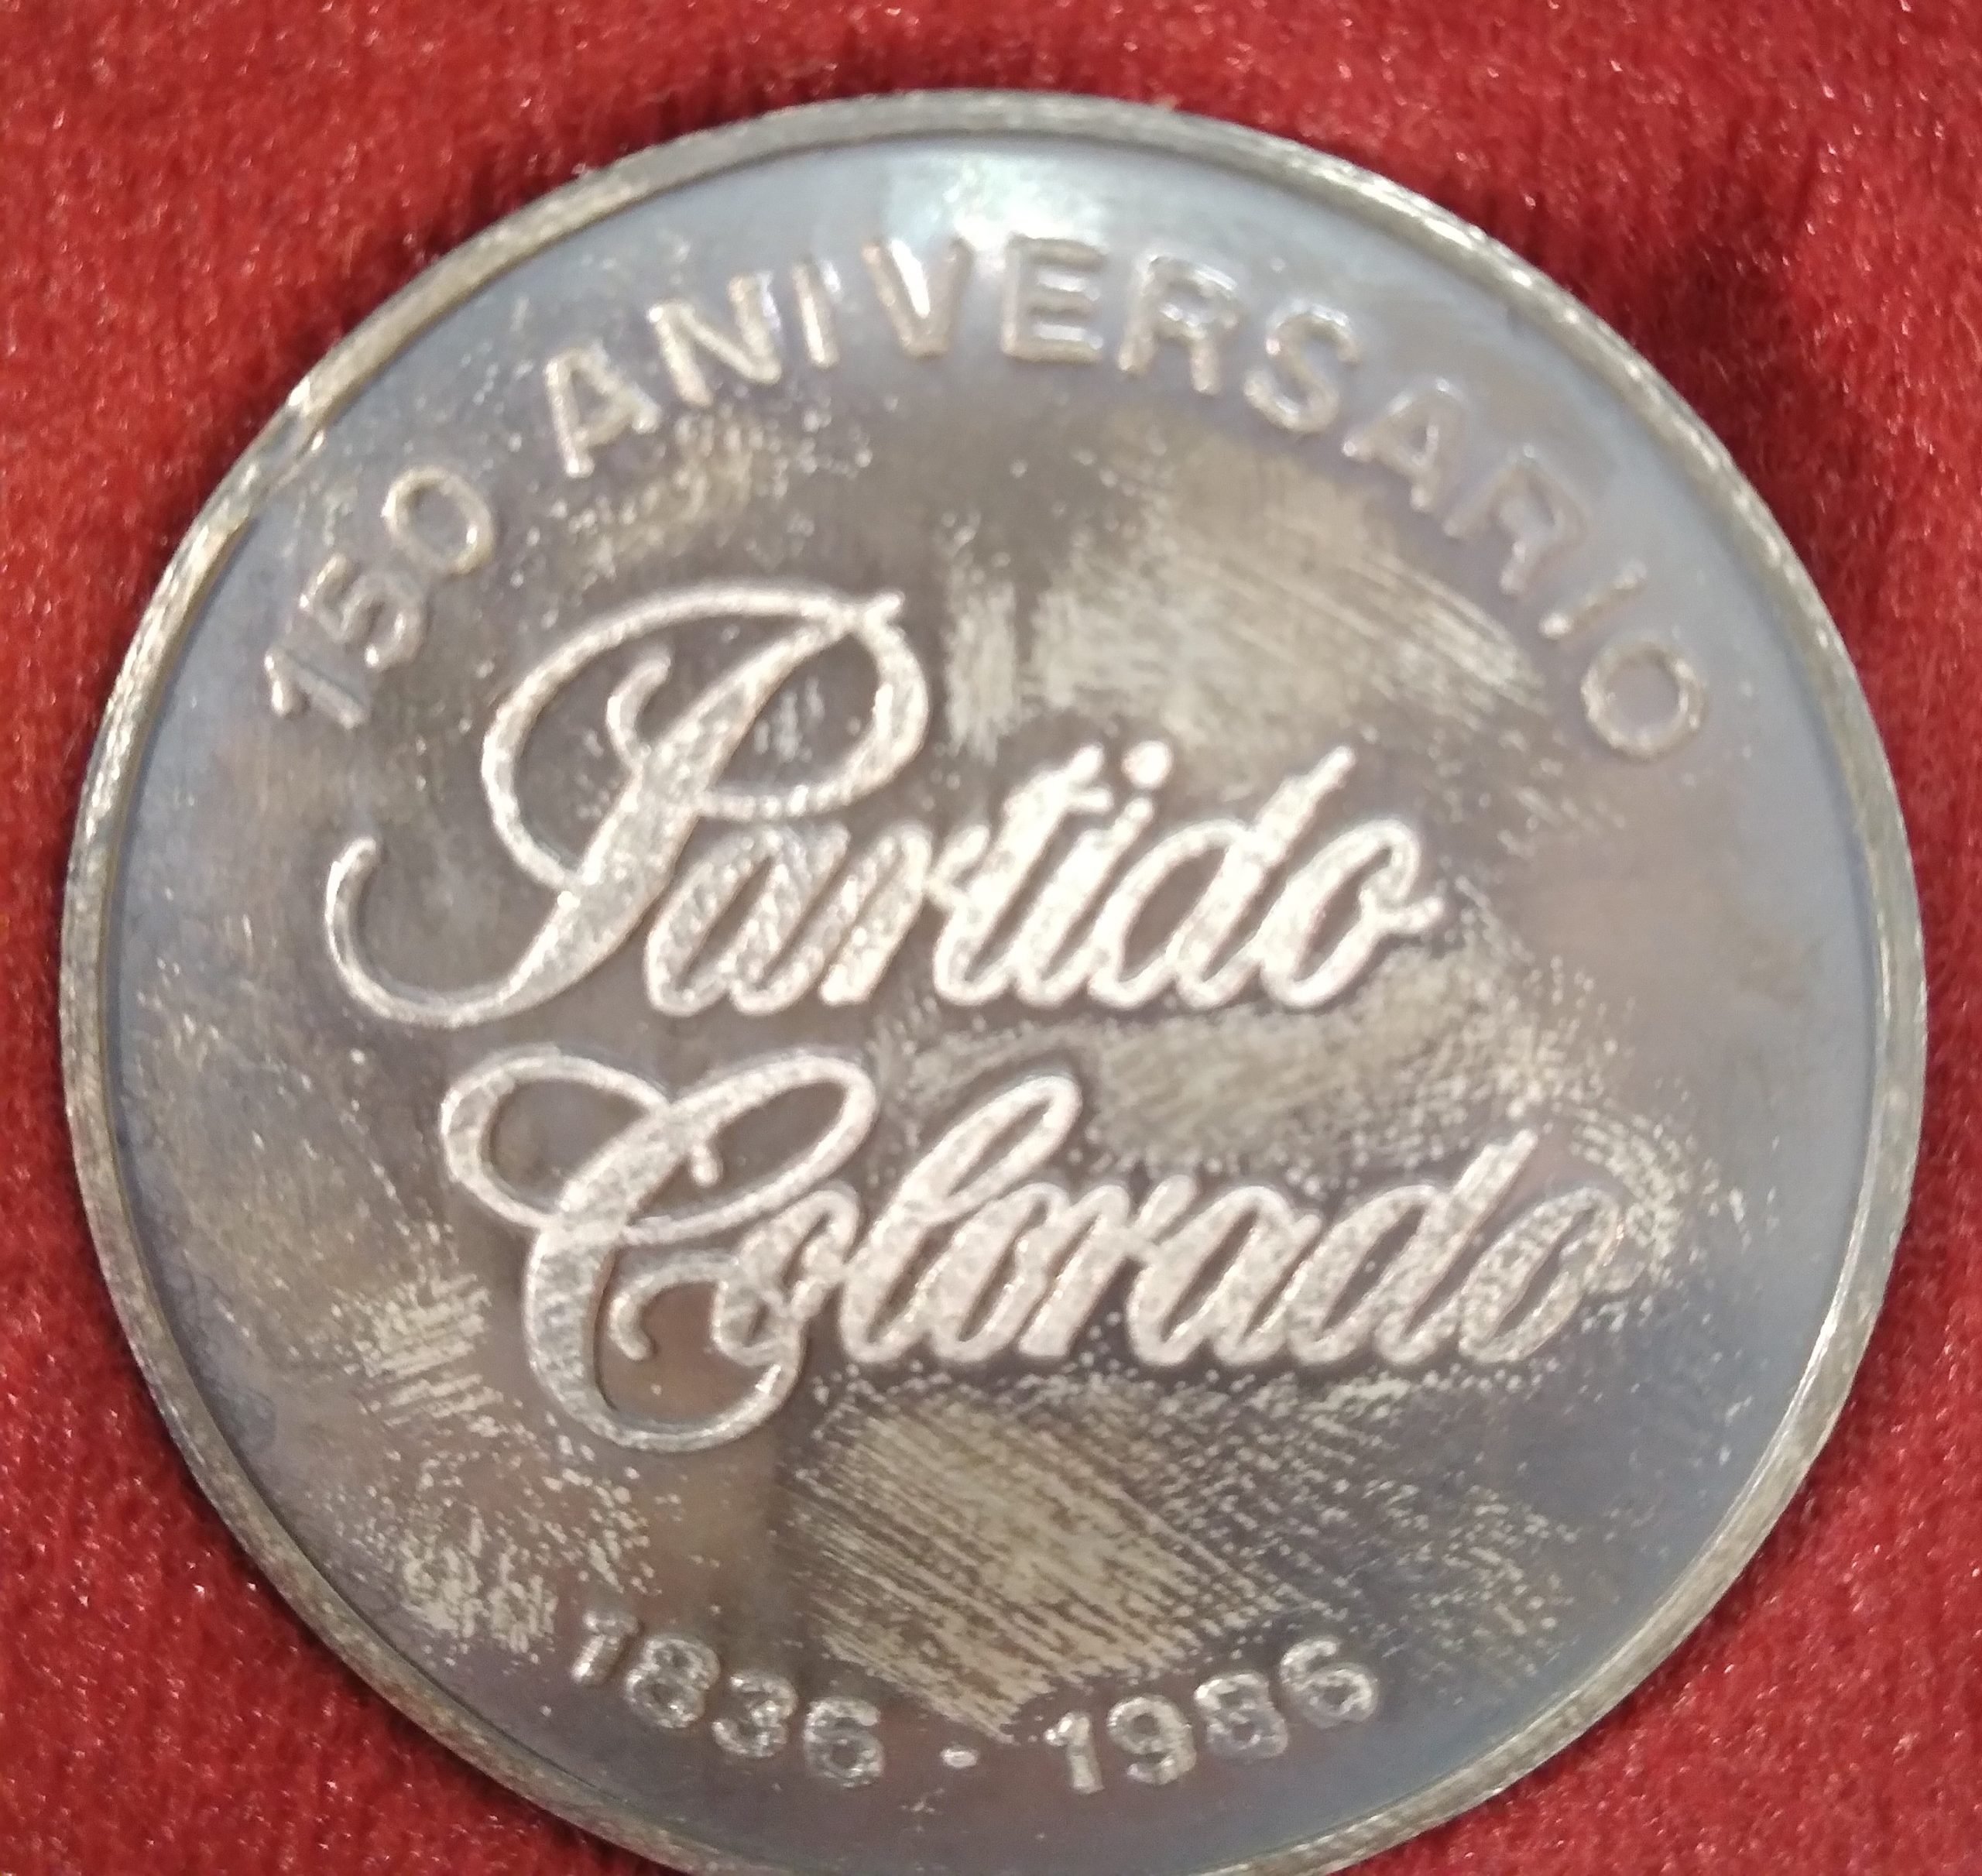 150 ANIVERSARIO
Partido
Colorado
1836 - 1986